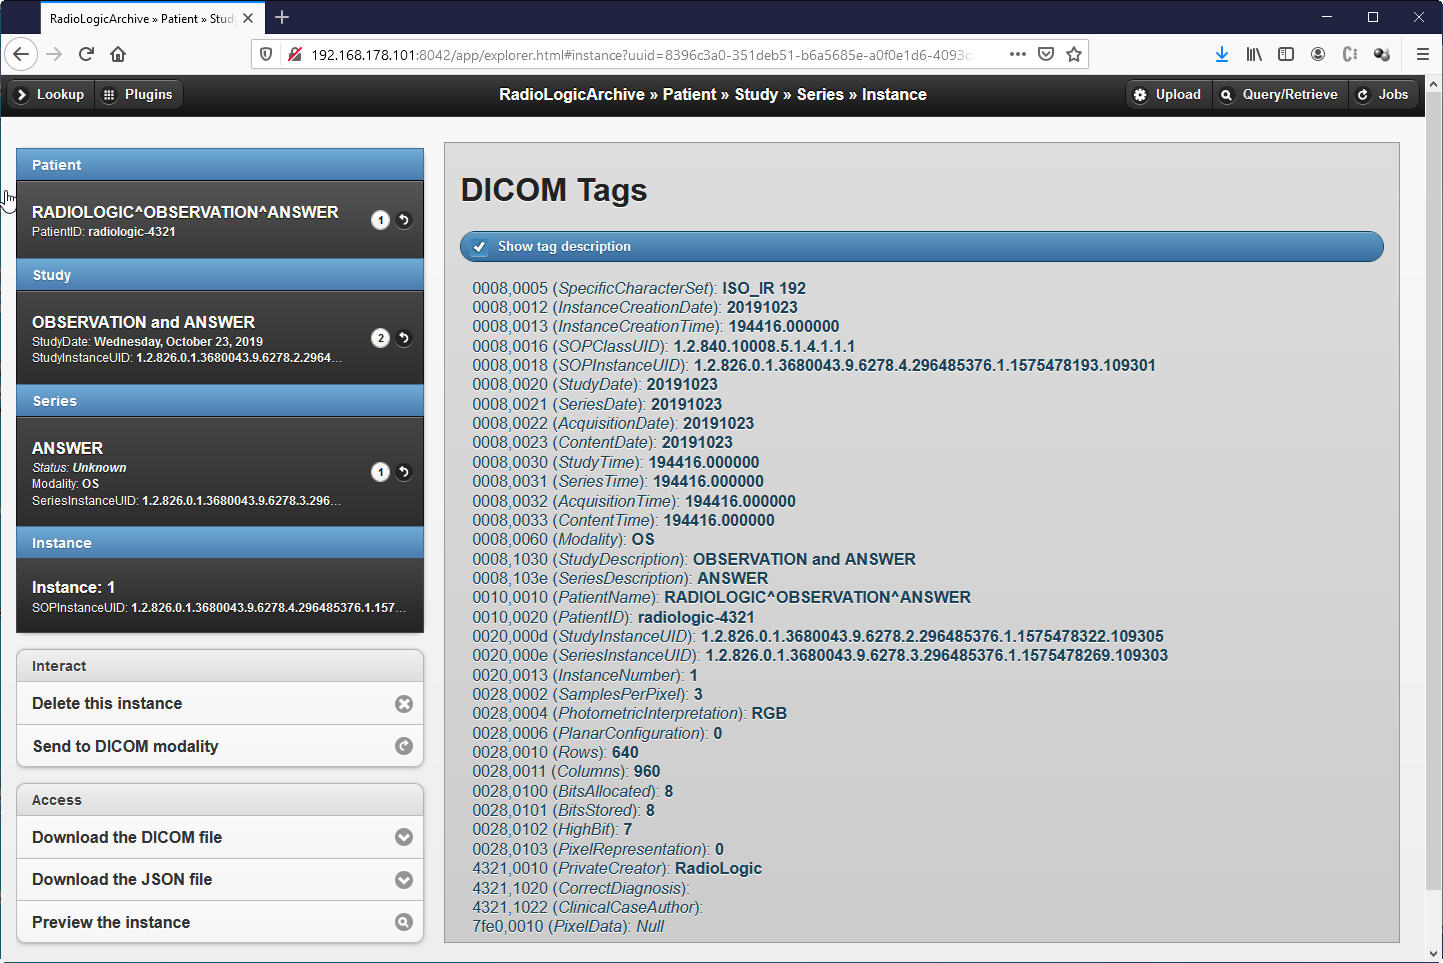 RadioLogicArchive » Patient » Stud
192.168.178.101:8042/app/explorer.html#instance?uuid=8396c3a0-351deb51-b6a5685e-a0f0e1d6-4093c
Lookup
Plugins
RadioLogicArchive » Patient » Study » Series » Instance
Upload
Query/Retrieve
Jobs
Patient
RADIOLOGIC^OBSERVATION^ANSWER
PatientID: radiologic-4321
1
Study
OBSERVATION and ANSWER
StudyDate: Wednesday, October 23, 2019
StudyInstanceUID: 1.2.826.0.1.3680043.9.6278.2.2964...
2
Series
ANSWER
Status: Unknown
Modality: OS
SeriesInstanceUID: 1.2.826.0.1.3680043.9.6278.3.296...
1
Instance
Instance: 1
SOPInstanceUID: 1.2.826.0.1.3680043.9.6278.4.296485376.1.157...
Interact
Delete this instance
Send to DICOM modality
Access
Download the DICOM file
Download the JSON file
Preview the instance
DICOM Tags
Show tag description
0008,0005 (SpecificCharacterSet): ISO_IR 192
0008,0012 (InstanceCreationDate): 20191023
0008,0013 (InstanceCreationTime): 194416.000000
0008,0016 (SOPClassUID): 1.2.840.10008.5.1.4.1.1.1
0008,0018 (SOPInstanceUID): 1.2.826.0.1.3680043.9.6278.4.296485376.1.1575478193.109301
0008,0020 (StudyDate): 20191023
0008,0021 (SeriesDate): 20191023
0008,0022 (AcquisitionDate): 20191023
0008,0023 (ContentDate): 20191023
0008,0030 (StudyTime): 194416.000000
0008,0031 (SeriesTime): 194416.000000
0008,0032 (AcquisitionTime): 194416.000000
0008,0033 (ContentTime): 194416.000000
0008,0060 (Modality): OS
0008,1030 (StudyDescription): OBSERVATION and ANSWER
0008,103e (SeriesDescription): ANSWER
0010,0010 (PatientName): RADIOLOGIC^OBSERVATION^ANSWER
0010,0020 (PatientID): radiologic-4321
0020,000d (StudyInstanceUID): 1.2.826.0.1.3680043.9.6278.2.296485376.1.1575478322.109305
0020,000e (SeriesInstanceUID): 1.2.826.0.1.3680043.9.6278.3.296485376.1.1575478269.109303
0020,0013 (InstanceNumber): 1
0028,0002 (SamplesPerPixel): 3
0028,0004 (PhotometricInterpretation): RGB
0028,0006 (PlanarConfiguration): 0
0028,0010 (Rows): 640
0028,0011 (Columns): 960
0028,0100 (BitsAllocated): 8
0028,0101 (BitsStored): 8
0028,0102 (HighBit): 7
0028,0103 (PixelRepresentation): 0
4321,0010 (PrivateCreator): RadioLogic
4321,1020 (CorrectDiagnosis):
4321,1022 (ClinicalCaseAuthor):
7fe0,0010 (PixelData): Null